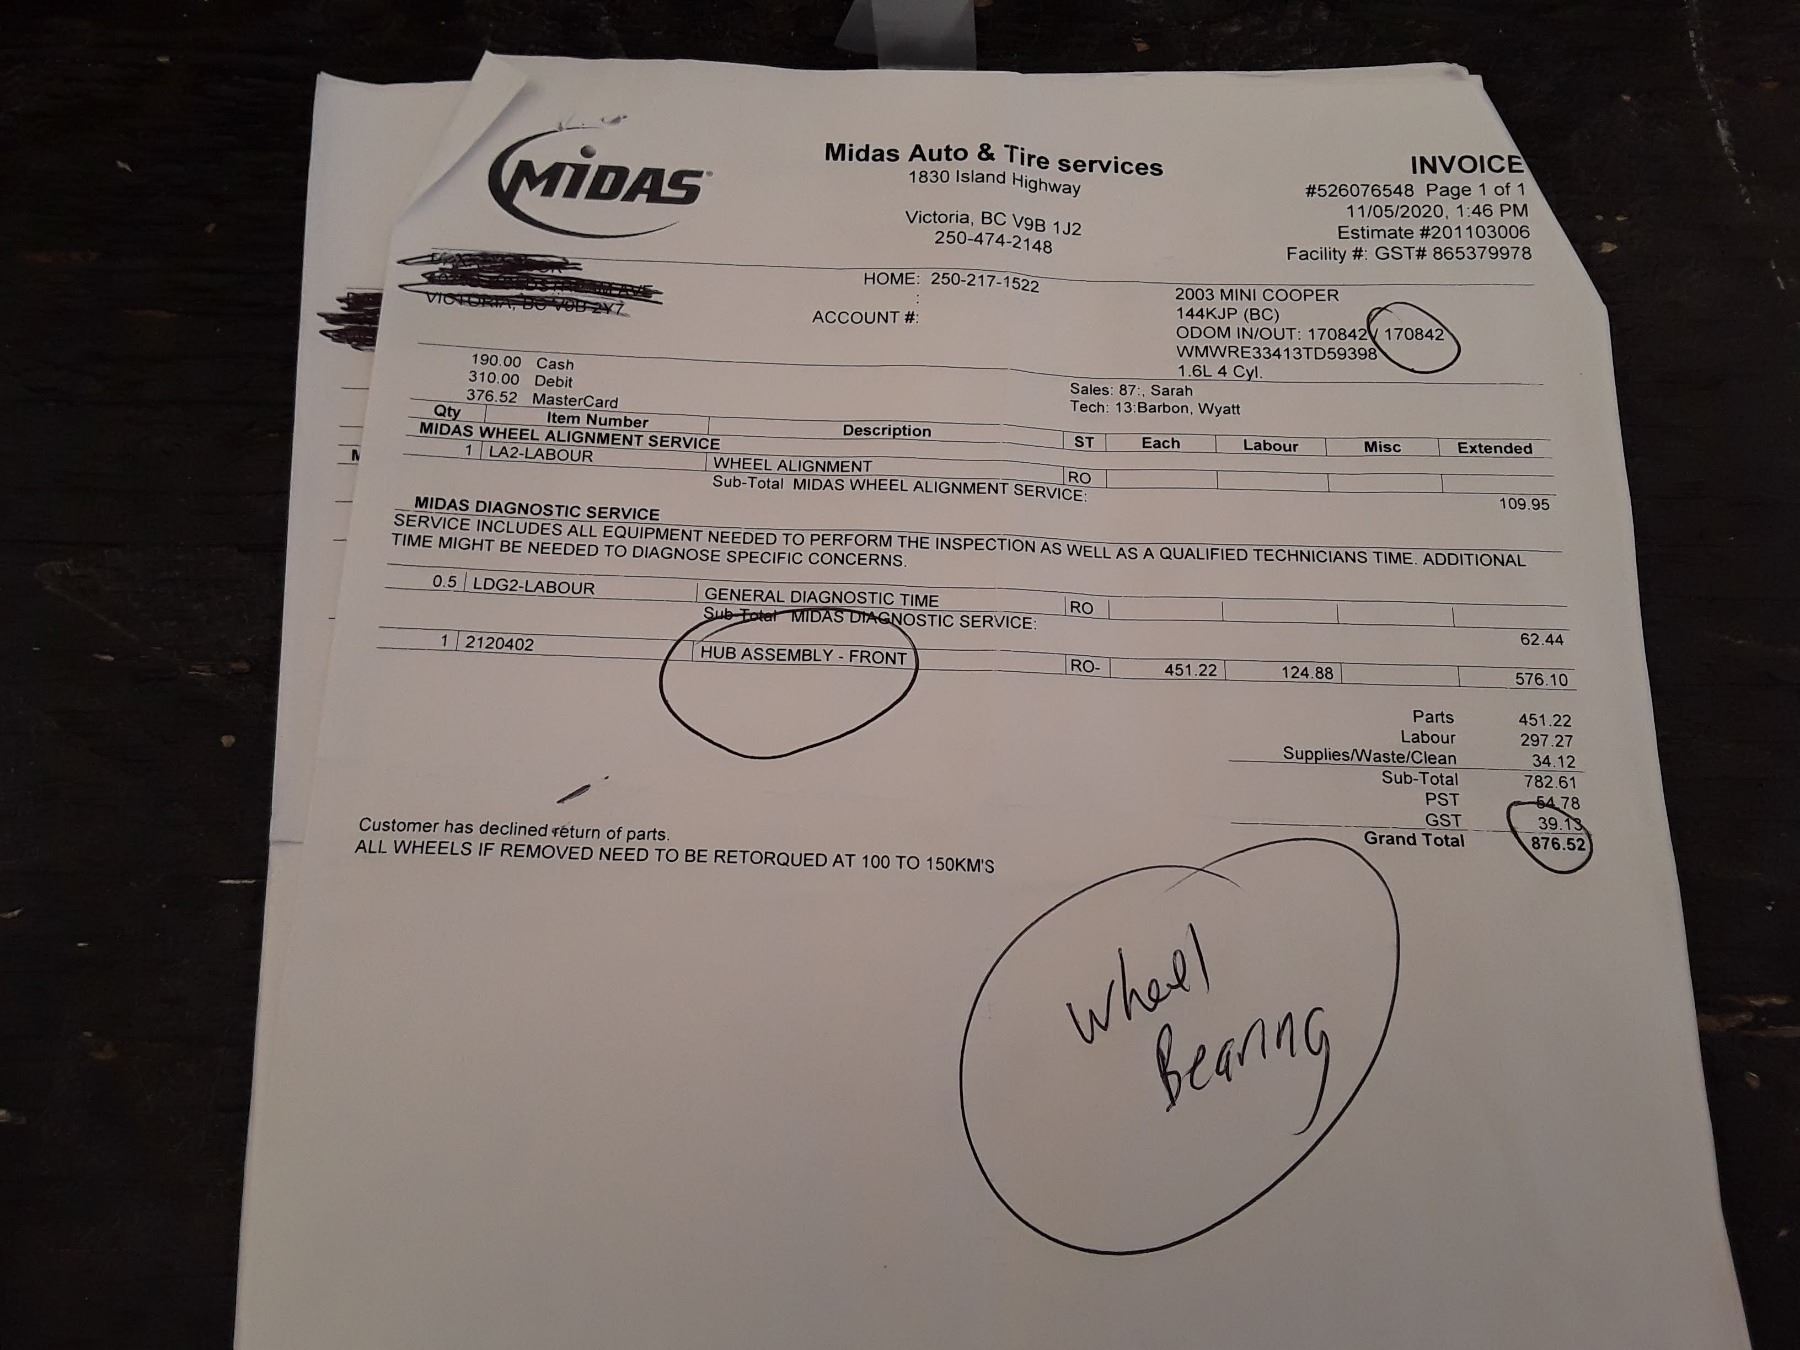 MIDAS
Midas Auto & Tire services
1830 Island Highway
Victoria, BC V9B 1J2
250-474-2148
INVOICE
#526076548 Page 1 of 1
11/05/2020, 1:46 PM
Estimate #201103006
Facility #: GST# 865379978
VICTORIA, BC
HOME: 250-217-1522
:
ACCOUNT #:
2003 MINI COOPER
144KJP (BC)
ODOM IN/OUT: 170842 / 170842
WMWRE33413TD59398
1.6L 4 Cyl.
190.00 Cash
310.00 Debit
376.52 MasterCard
Sales: 87:, Sarah
Tech: 13:Barbon, Wyatt
Qty Item Number Description ST Each Labour Misc Extended
MIDAS WHEEL ALIGNMENT SERVICE
1 LA2-LABOUR WHEEL ALIGNMENT RO
Sub-Total MIDAS WHEEL ALIGNMENT SERVICE: 109.95
MIDAS DIAGNOSTIC SERVICE
SERVICE INCLUDES ALL EQUIPMENT NEEDED TO PERFORM THE INSPECTION AS WELL AS A QUALIFIED TECHNICIANS TIME. ADDITIONAL
TIME MIGHT BE NEEDED TO DIAGNOSE SPECIFIC CONCERNS.
0.5 LDG2-LABOUR GENERAL DIAGNOSTIC TIME RO
Sub-Total MIDAS DIAGNOSTIC SERVICE: 62.44
1 2120402 HUB ASSEMBLY - FRONT RO- 451.22 124.88 576.10
Parts 451.22
Labour 297.27
Supplies/Waste/Clean 34.12
Sub-Total 782.61
PST 54.78
GST 39.13
Grand Total 876.52
Customer has declined return of parts.
ALL WHEELS IF REMOVED NEED TO BE RETORQUED AT 100 TO 150KM'S
Wheel
Bearing